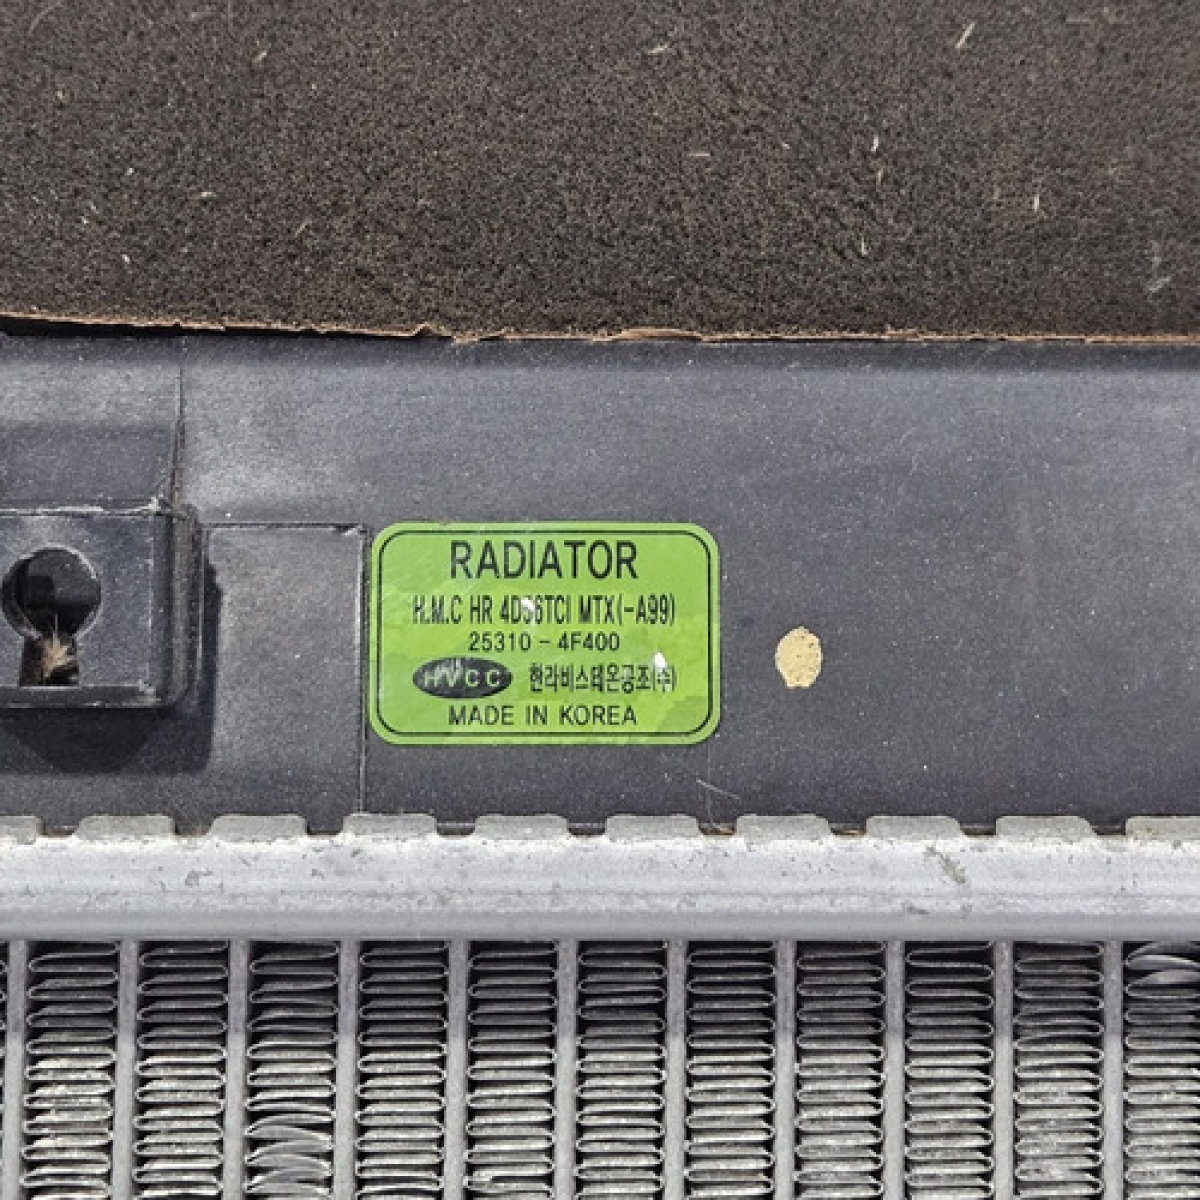 RADIATOR
H.M.C HR 4D56TCI MTX(-A99)
25310-4F400
HVCC 한라비스테온공조(주)
MADE IN KOREA